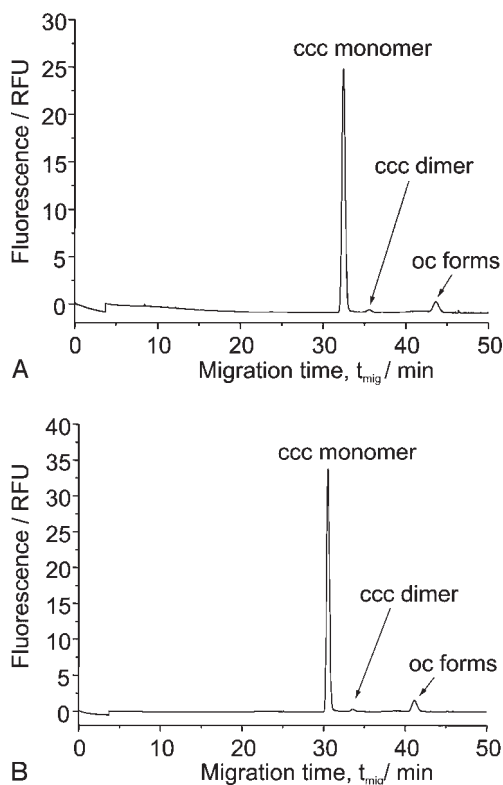 30
25
20
15
10
5
0
Fluorescence / RFU
ccc monomer
ccc dimer
oc forms
0 10 20 30 40 50
Migration time, tmig / min
A
40
35
30
25
20
15
10
5
0
Fluorescence / RFU
ccc monomer
ccc dimer
oc forms
0 10 20 30 40 50
Migration time, tmig / min
B